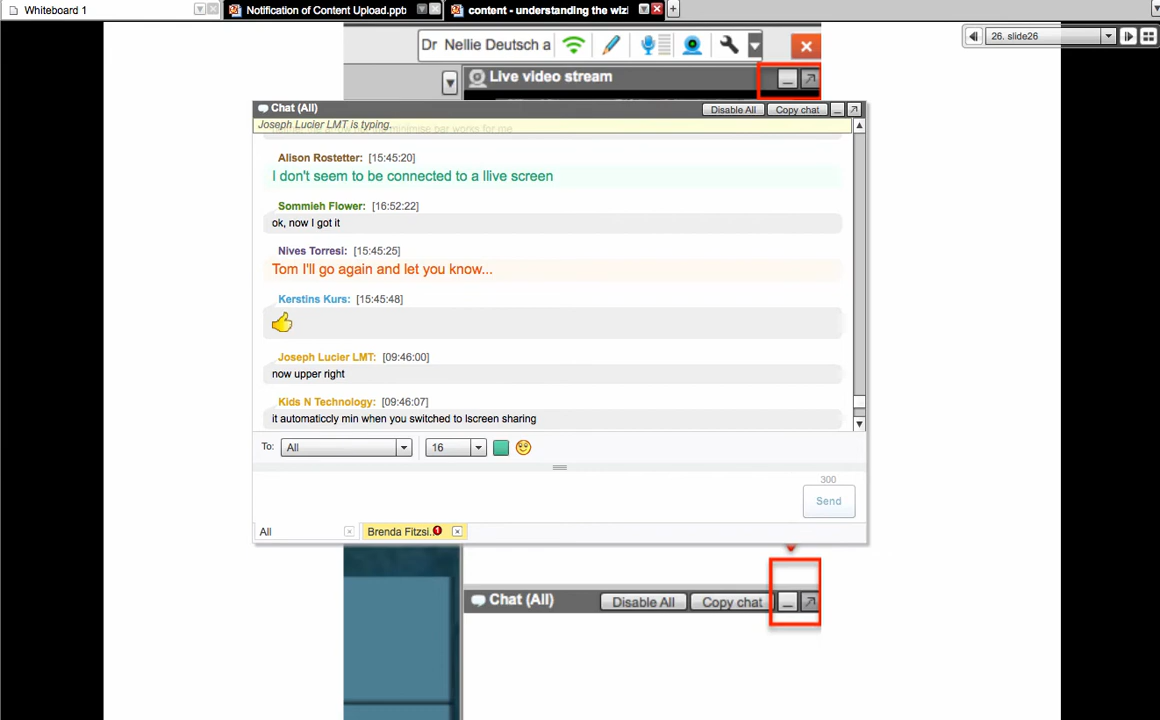 Whiteboard 1
Notification of Content Upload.ppb
content - understanding the wiz
26. slide26
Dr Nellie Deutsch a
Live video stream
Chat (All)
Disable All
Copy chat
Joseph Lucier LMT is typing.
Alison Rostetter: [15:45:20]
I don't seem to be connected to a llive screen
Sommieh Flower: [16:52:22]
ok, now I got it
Nives Torresi: [15:45:25]
Tom I'll go again and let you know...
Kerstins Kurs: [15:45:48]
Joseph Lucier LMT: [09:46:00]
now upper right
Kids N Technology: [09:46:07]
it automaticcly min when you switched to lscreen sharing
To: All 16
300
Send
All
Brenda Fitzsi. 1
Chat (All)
Disable All
Copy chat